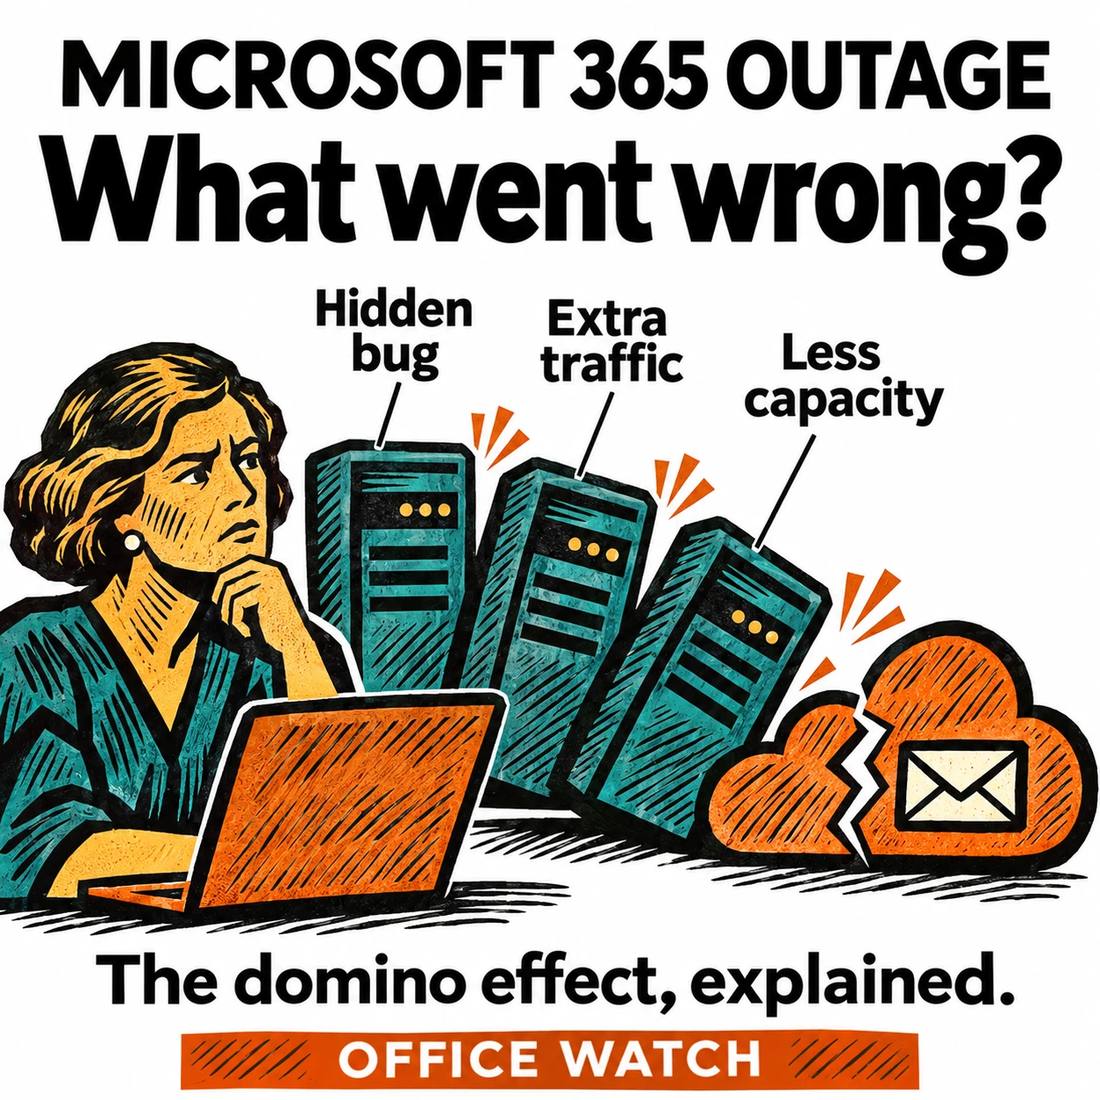 MICROSOFT 365 OUTAGE
What went wrong?
Hidden
bug
Extra
traffic
Less
capacity
The domino effect, explained.
OFFICE WATCH